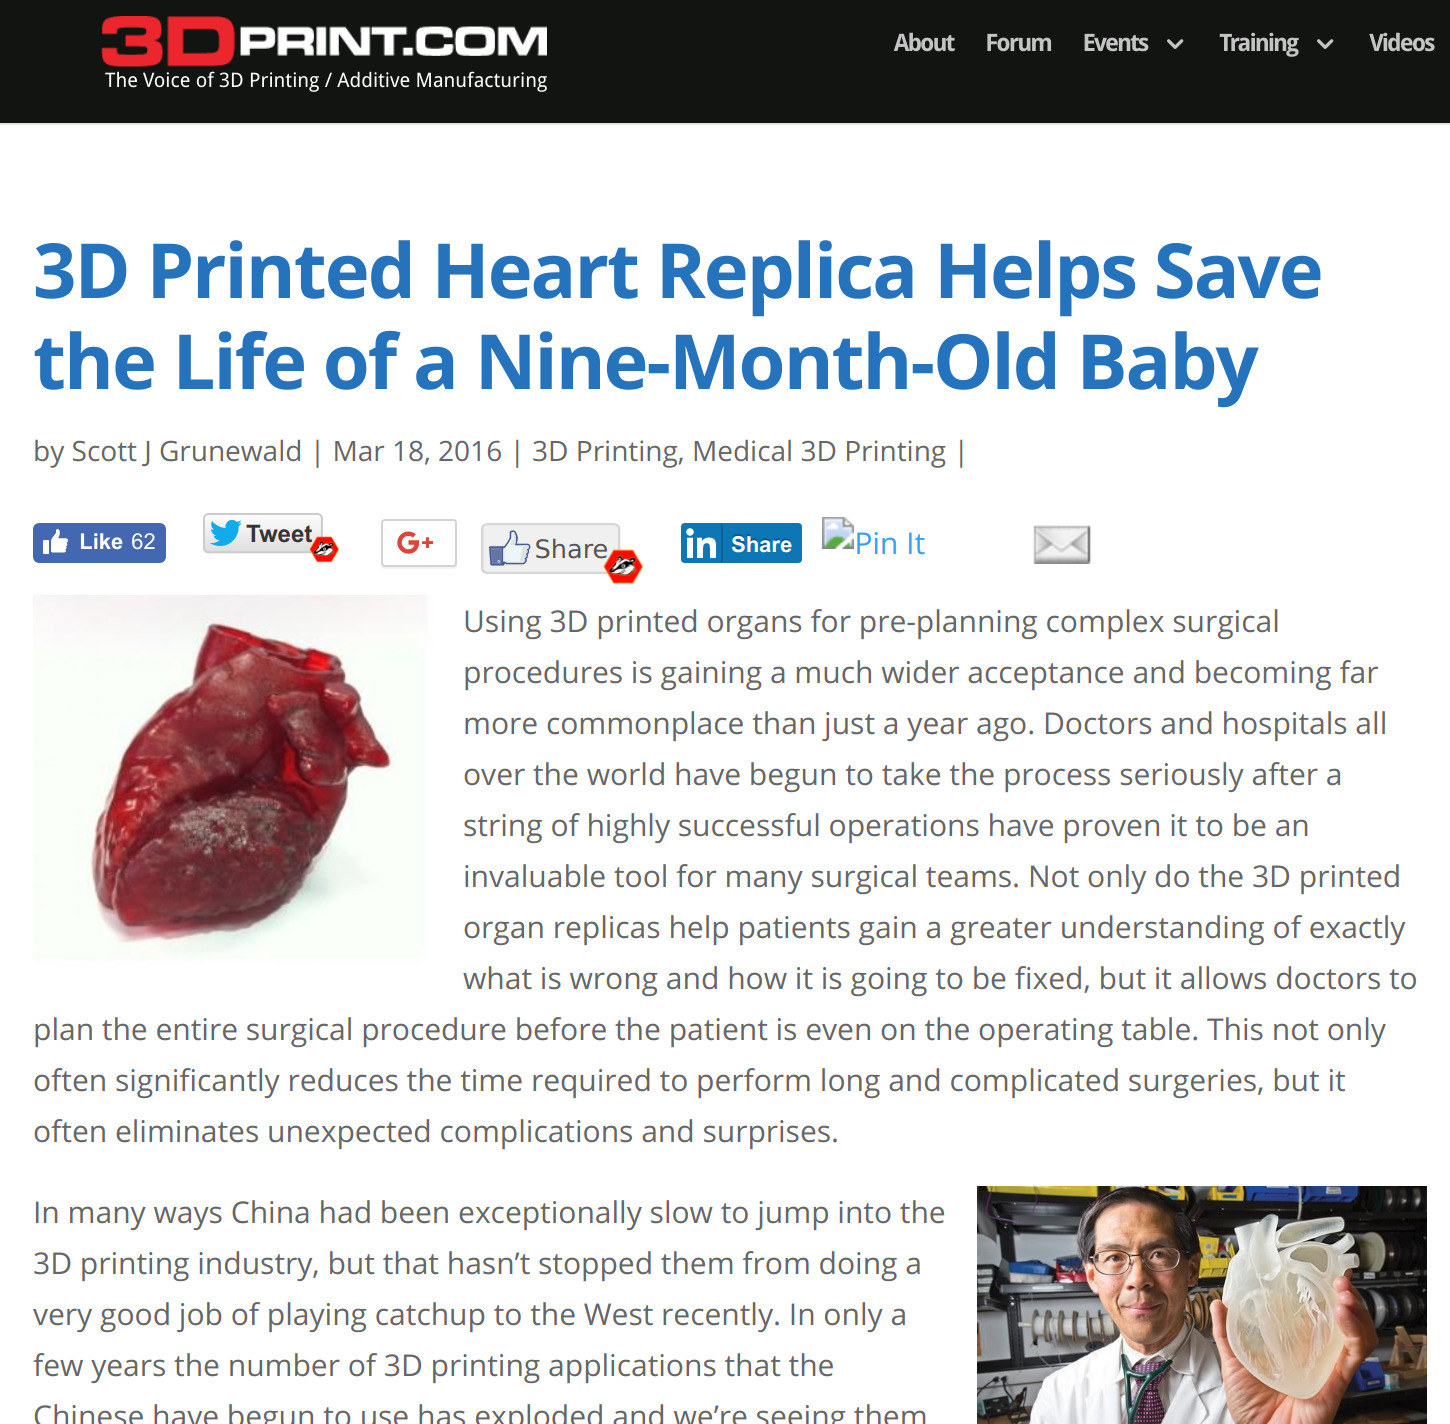 3DPRINT.COM
The Voice of 3D Printing / Additive Manufacturing
About Forum Events Training Videos
3D Printed Heart Replica Helps Save
the Life of a Nine-Month-Old Baby
by Scott J Grunewald | Mar 18, 2016 | 3D Printing, Medical 3D Printing |
Like 62 Tweet G+ Share in Share Pin It
Using 3D printed organs for pre-planning complex surgical
procedures is gaining a much wider acceptance and becoming far
more commonplace than just a year ago. Doctors and hospitals all
over the world have begun to take the process seriously after a
string of highly successful operations have proven it to be an
invaluable tool for many surgical teams. Not only do the 3D printed
organ replicas help patients gain a greater understanding of exactly
what is wrong and how it is going to be fixed, but it allows doctors to
plan the entire surgical procedure before the patient is even on the operating table. This not only
often significantly reduces the time required to perform long and complicated surgeries, but it
often eliminates unexpected complications and surprises.
In many ways China had been exceptionally slow to jump into the
3D printing industry, but that hasn’t stopped them from doing a
very good job of playing catchup to the West recently. In only a
few years the number of 3D printing applications that the
Chinese have begun to use has exploded and we’re seeing them